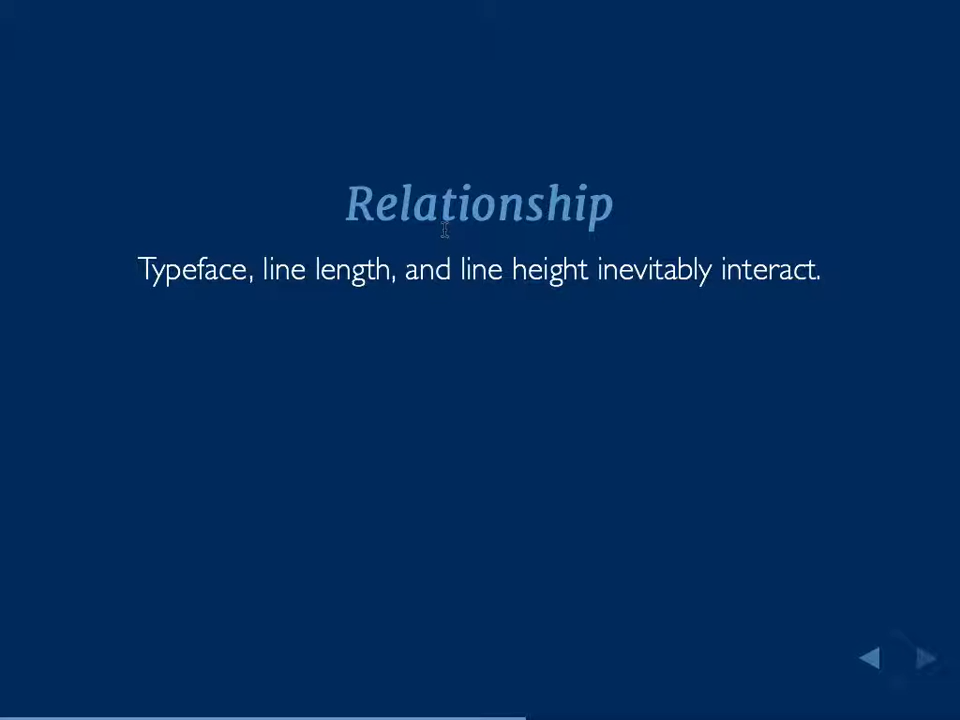 Relationship
Typeface, line length, and line height inevitably interact.